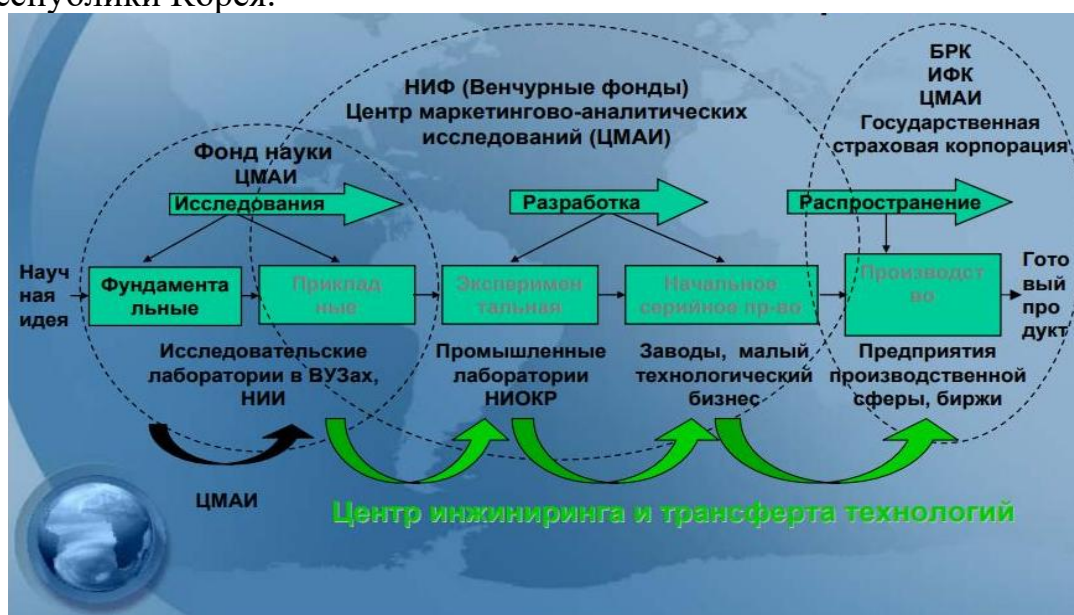 Республики Корея.
БРК
ИФК
ЦМАИ
Государственная
страховая корпорация
НИФ (Венчурные фонды)
Центр маркетингово-аналитических
исследований (ЦМАИ)
Фонд науки
ЦМАИ
Исследования
Разработка
Распространение
Науч
ная
идея
Фундамента
льные
Приклад
ные
Эксперимен
тальная
Начальное
серийное пр-во
Производст
во
Гото
вый
про
дукт
Исследовательские
лаборатории в ВУЗах,
НИИ
Промышленные
лаборатории
НИОКР
Заводы, малый
технологический
бизнес
Предприятия
производственной
сферы, биржи
ЦМАИ
Центр инжиниринга и трансферта технологий